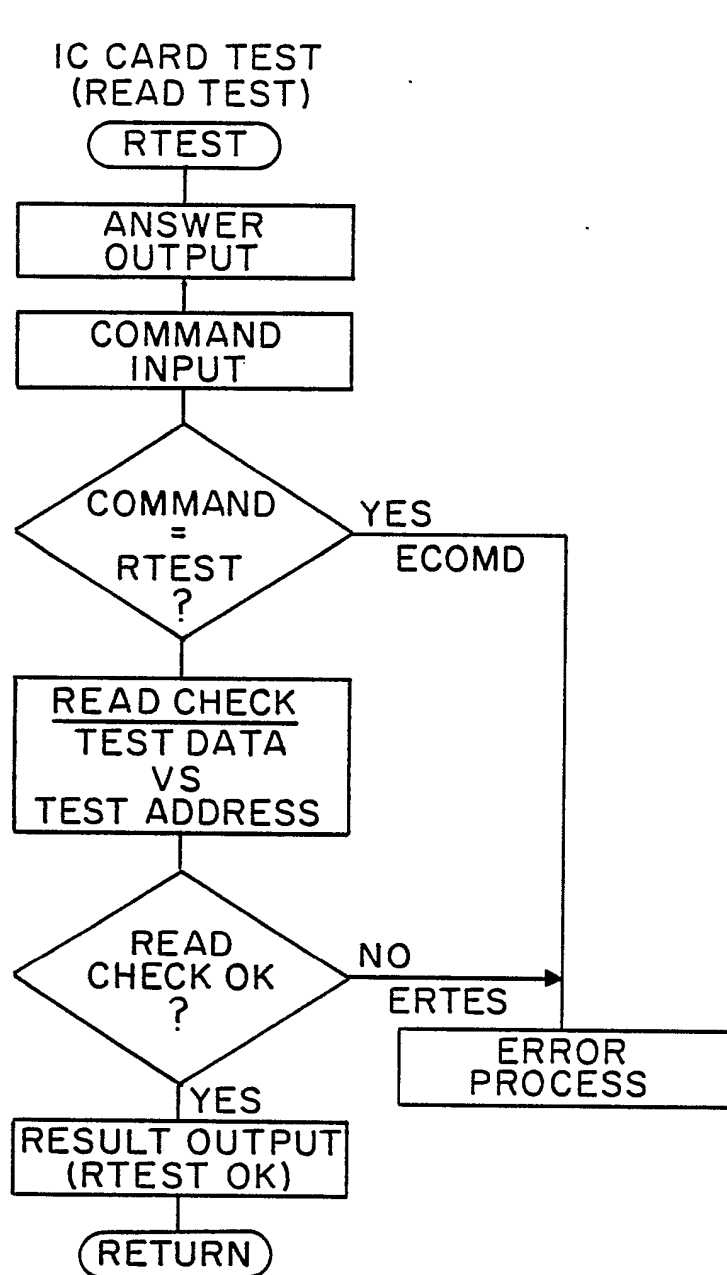 IC CARD TEST
(READ TEST)
RTEST
ANSWER
OUTPUT
COMMAND
INPUT
COMMAND
=
RTEST
?
YES
ECOMD
READ CHECK
TEST DATA
VS
TEST ADDRESS
READ
CHECK OK
?
NO
ERTES
ERROR
PROCESS
YES
RESULT OUTPUT
(RTEST OK)
RETURN